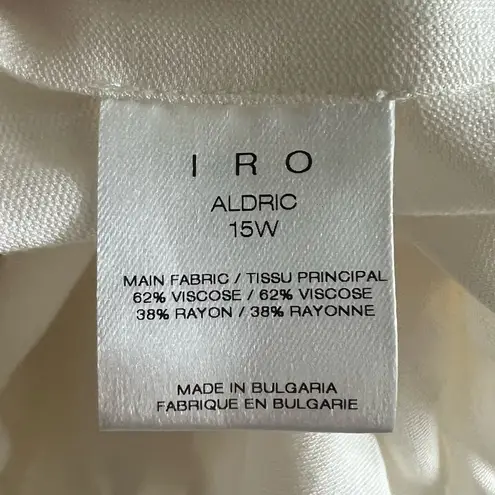 IRO
ALDRIC
15W
MAIN FABRIC / TISSU PRINCIPAL
62% VISCOSE / 62% VISCOSE
38% RAYON / 38% RAYONNE
MADE IN BULGARIA
FABRIQUE EN BULGARIE